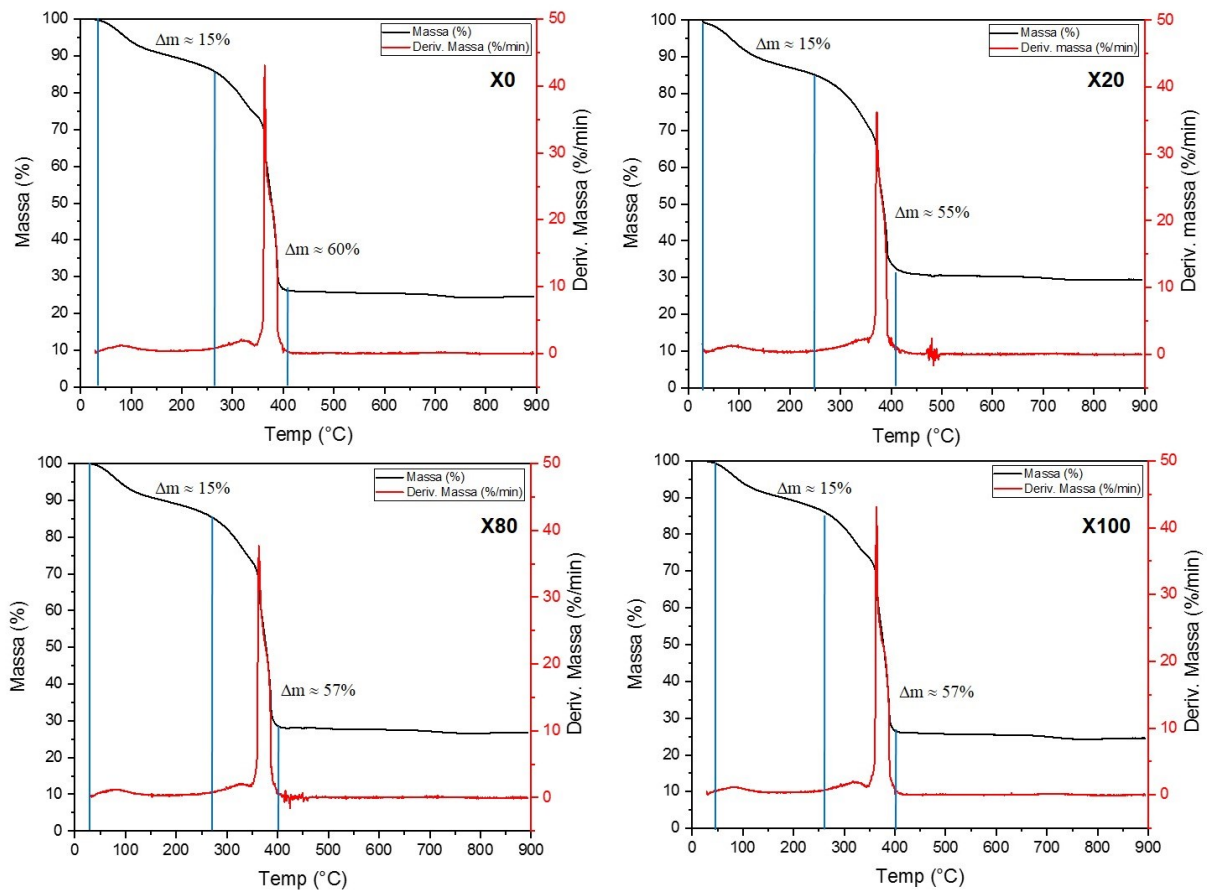 Massa (%)
Deriv. Massa (%/min)
Δm ≈ 15%
X0
Δm ≈ 60%
100
90
80
70
60
50
40
30
20
10
0
50
40
30
20
10
0
Massa (%)
Deriv. Massa (%/min)
0 100 200 300 400 500 600 700 800 900
Temp (°C)
Massa (%)
Deriv. massa (%/min)
Δm ≈ 15%
X20
Δm ≈ 55%
100
90
80
70
60
50
40
30
20
10
0
50
40
30
20
10
0
Massa (%)
Deriv. massa (%/min)
0 100 200 300 400 500 600 700 800 900
Temp (°C)
Massa (%)
Deriv. Massa (%/min)
Δm ≈ 15%
X80
Δm ≈ 57%
100
90
80
70
60
50
40
30
20
10
0
50
40
30
20
10
0
Massa (%)
Deriv. Massa (%/min)
0 100 200 300 400 500 600 700 800 900
Temp (°C)
Massa (%)
Deriv. Massa (%/min)
Δm ≈ 15%
X100
Δm ≈ 57%
100
90
80
70
60
50
40
30
20
10
0
50
40
30
20
10
0
Massa (%)
Deriv. Massa (%/min)
0 100 200 300 400 500 600 700 800 900
Temp (°C)